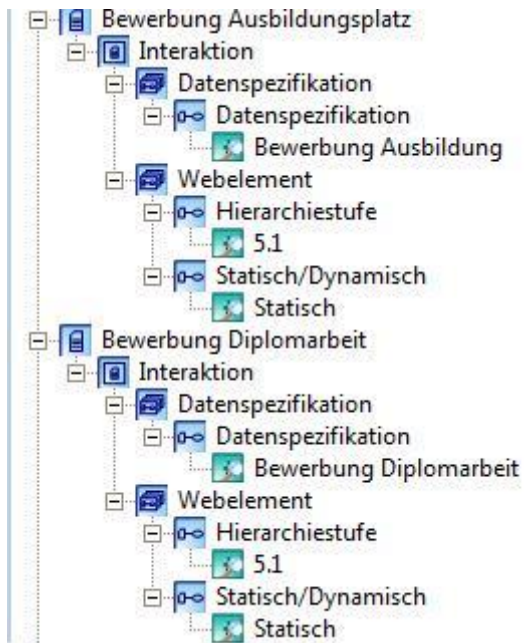 Bewerbung Ausbildungsplatz
Interaktion
Datenspezifikation
Datenspezifikation
Bewerbung Ausbildung
Webelement
Hierarchiestufe
5.1
Statisch/Dynamisch
Statisch
Bewerbung Diplomarbeit
Interaktion
Datenspezifikation
Datenspezifikation
Bewerbung Diplomarbeit
Webelement
Hierarchiestufe
5.1
Statisch/Dynamisch
Statisch